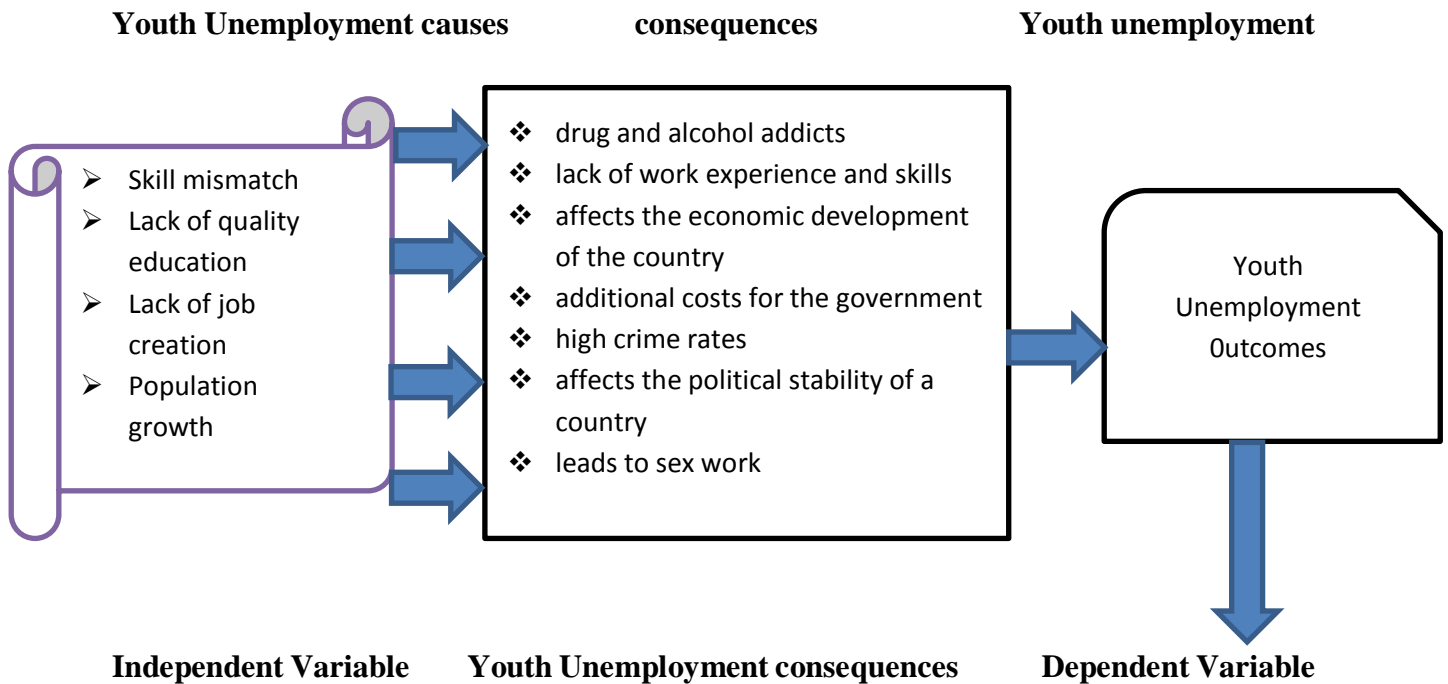 Youth Unemployment causes consequences Youth unemployment
➢ Skill mismatch
➢ Lack of quality
education
➢ Lack of job
creation
➢ Population
growth
❖ drug and alcohol addicts
❖ lack of work experience and skills
❖ affects the economic development
of the country
❖ additional costs for the government
❖ high crime rates
❖ affects the political stability of a
country
❖ leads to sex work
Youth
Unemployment
0utcomes
Independent Variable Youth Unemployment consequences Dependent Variable